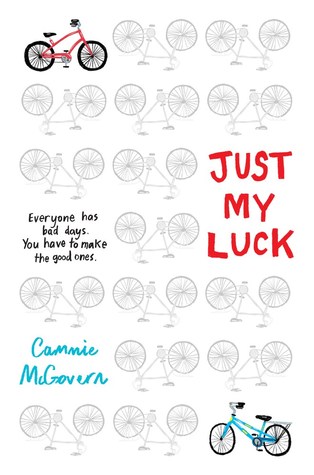 JUST
MY
LUCK
Everyone has
bad days.
You have to make
the good ones.
Cammie
McGovern